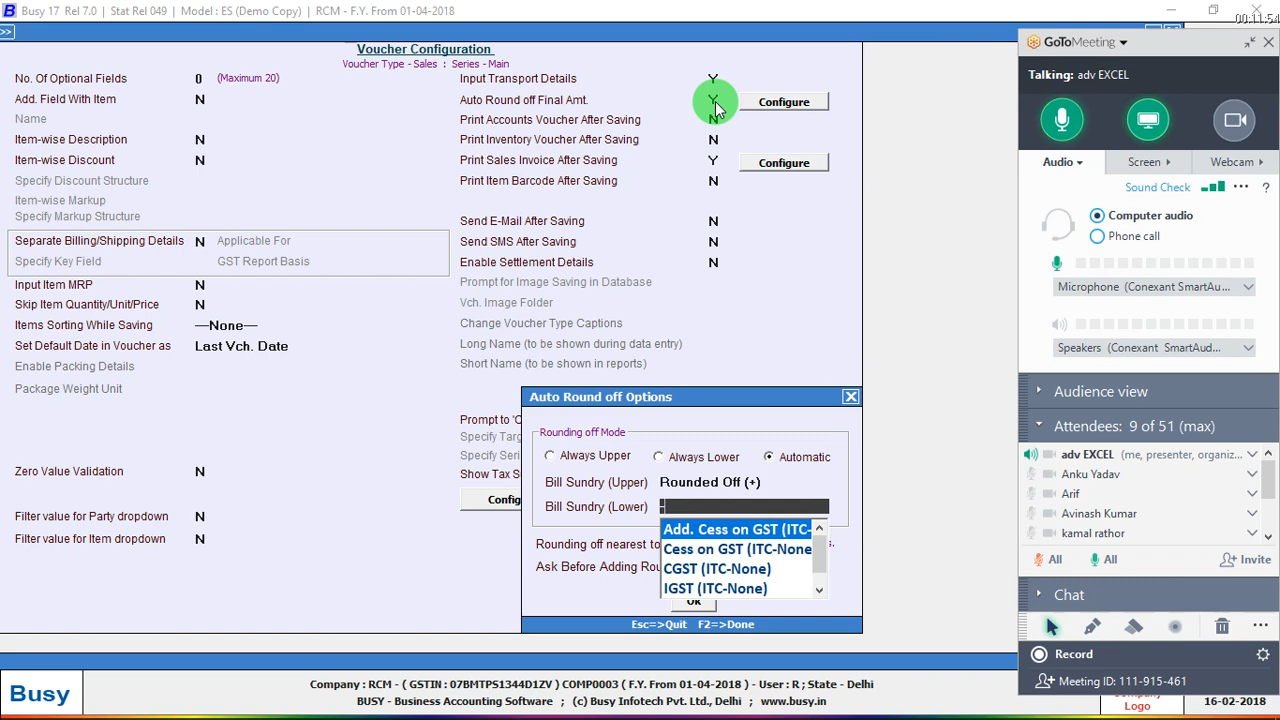 Busy 17 Rel 7.0 | Stat Rel 049 | Model : ES (Demo Copy) | RCM - F.Y. From 01-04-2018
00:11:54
>>
Voucher Configuration
Voucher Type - Sales : Series - Main
No. Of Optional Fields 0 (Maximum 20)
Add. Field With Item N
Name
Item-wise Description N
Item-wise Discount N
Specify Discount Structure
Item-wise Markup
Specify Markup Structure
Separate Billing/Shipping Details N Applicable For
Specify Key Field GST Report Basis
Input Item MRP N
Skip Item Quantity/Unit/Price N
Items Sorting While Saving —None—
Set Default Date in Voucher as Last Vch. Date
Enable Packing Details
Package Weight Unit
Zero Value Validation N
Filter value for Party dropdown N
Filter value for Item dropdown N
Input Transport Details Y
Auto Round off Final Amt. Y Configure
Print Accounts Voucher After Saving N
Print Inventory Voucher After Saving N
Print Sales Invoice After Saving Y Configure
Print Item Barcode After Saving N
Send E-Mail After Saving N
Send SMS After Saving N
Enable Settlement Details N
Prompt for Image Saving in Database
Vch. Image Folder
Change Voucher Type Captions
Long Name (to be shown during data entry)
Short Name (to be shown in reports)
Prompt to 'C
Specify Targ
Specify Seri
Show Tax S
Config
Auto Round off Options
Rounding off Mode
Always Upper Always Lower Automatic
Bill Sundry (Upper) Rounded Off (+)
Bill Sundry (Lower)
Add. Cess on GST (ITC-
Cess on GST (ITC-None
CGST (ITC-None)
IGST (ITC-None)
Rounding off nearest to s.
Ask Before Adding Rou
Ok
Esc=>Quit F2=>Done
GoToMeeting
Talking: adv EXCEL
Audio Screen Webcam
Sound Check ?
Computer audio
Phone call
Microphone (Conexant SmartAu...
Speakers (Conexant SmartAud...
Audience view
Attendees: 9 of 51 (max)
adv EXCEL (me, presenter, organiz...
Anku Yadav
Arif
Avinash Kumar
kamal rathor
All All Invite
Chat
Record
Meeting ID: 111-915-461
Busy
Company : RCM - ( GSTIN : 07BMTPS1344D1ZV ) COMP0003 ( F.Y. From 01-04-2018 ) - User : R ; State - Delhi
BUSY - Business Accounting Software ; (c) Busy Infotech Pvt. Ltd., Delhi ; www.busy.in
Logo
16-02-2018